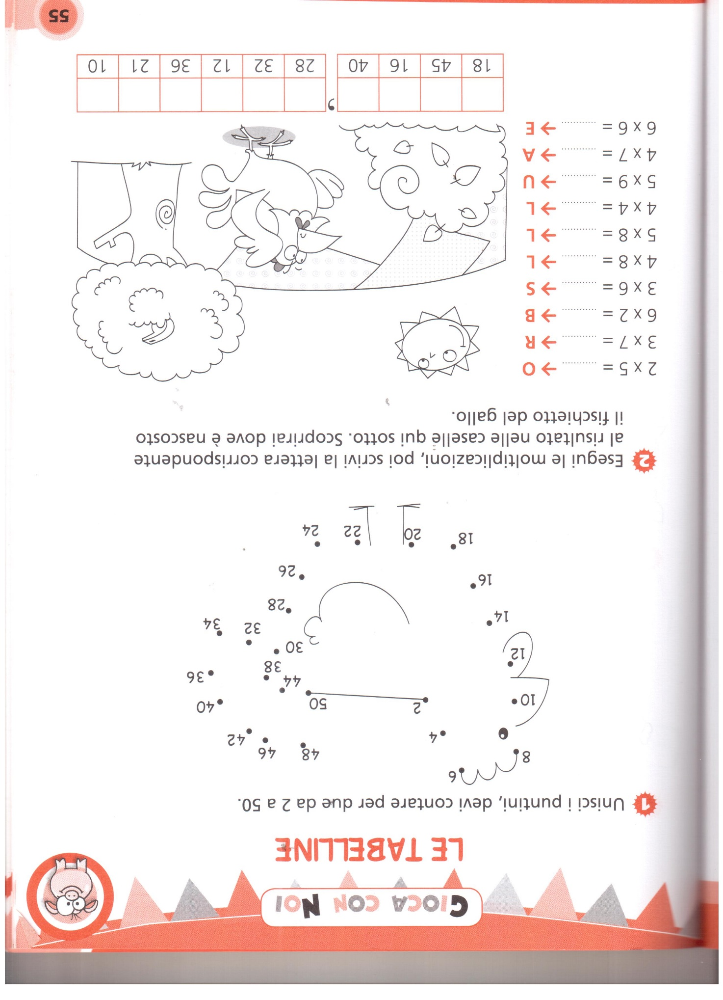 GIOCA CON NOI
LE TABELLINE
1 Unisci i puntini, devi contare per due da 2 a 50.
6
8
48
46
42
4
2
50
44
40
10
38
36
12
30
32
34
14
28
16
26
18
20
22
24
2 Esegui le moltiplicazioni, poi scrivi la lettera corrispondente
al risultato nelle caselle qui sotto. Scoprirai dove è nascosto
il fischietto del gallo.
2 x 5 = ........... → O
3 x 7 = ........... → R
6 x 2 = ........... → B
3 x 6 = ........... → S
4 x 8 = ........... → L
5 x 8 = ........... → L
4 x 4 = ........... → L
5 x 9 = ........... → U
4 x 7 = ........... → A
6 x 6 = ........... → E
’
18 45 16 40 28 32 12 36 21 10
55